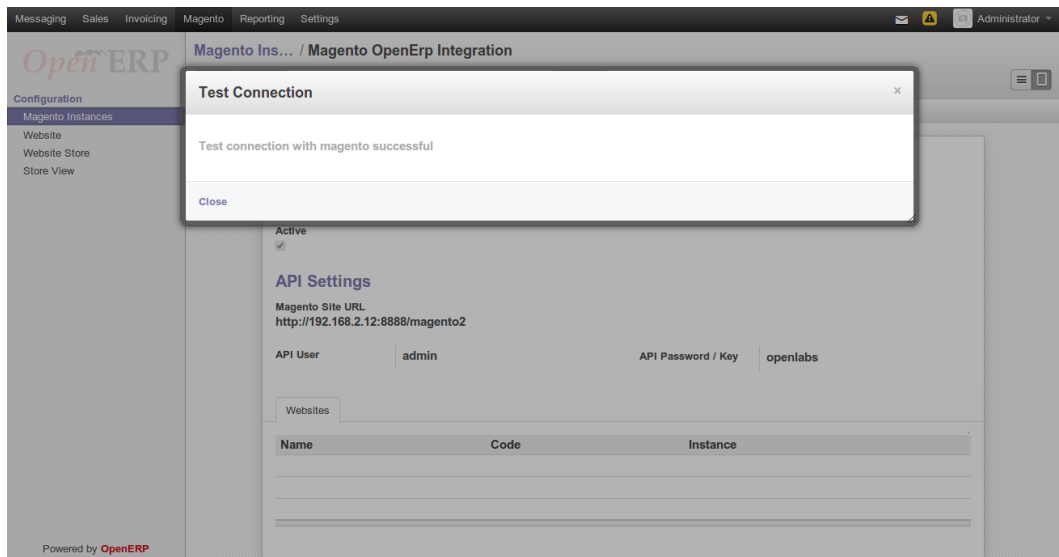 Messaging Sales Invoicing Magento Reporting Settings Administrator
Open ERP
Magento Ins... / Magento OpenErp Integration
Test Connection ×
Configuration
Magento Instances
Website
Website Store
Store View
Test connection with magento successful
Close
Active
API Settings
Magento Site URL
http://192.168.2.12:8888/magento2
API User admin API Password / Key openlabs
Websites
Name Code Instance
Powered by OpenERP